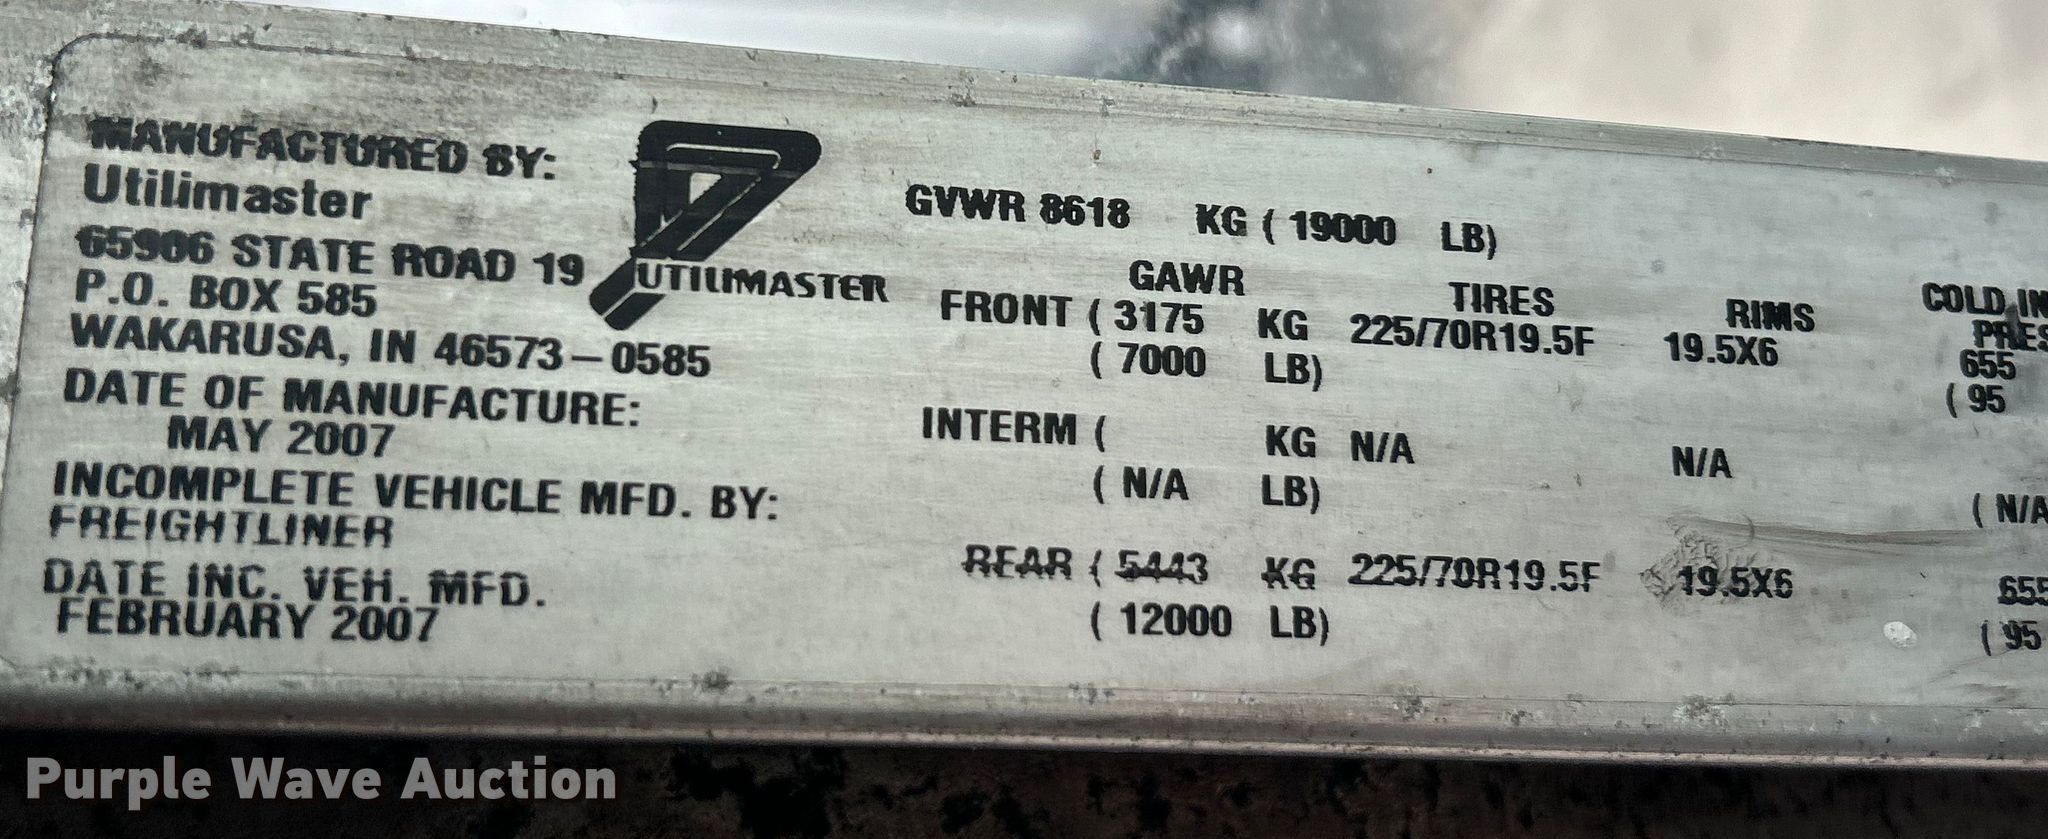 MANUFACTURED BY:
Utilimaster
65906 STATE ROAD 19
P.O. BOX 585
WAKARUSA, IN 46573-0585
DATE OF MANUFACTURE:
MAY 2007
INCOMPLETE VEHICLE MFD. BY:
FREIGHTLINER
DATE INC. VEH. MFD.
FEBRUARY 2007
UTILIMASTER
GVWR 8618 KG ( 19000 LB)
GAWR TIRES RIMS COLD IN
PRES
FRONT ( 3175 KG 225/70R19.5F 19.5X6 655
( 7000 LB) ( 95
INTERM ( KG N/A N/A
( N/A LB) ( N/A
REAR ( 5443 KG 225/70R19.5F 19.5X6 655
( 12000 LB) ( 95
Purple Wave Auction